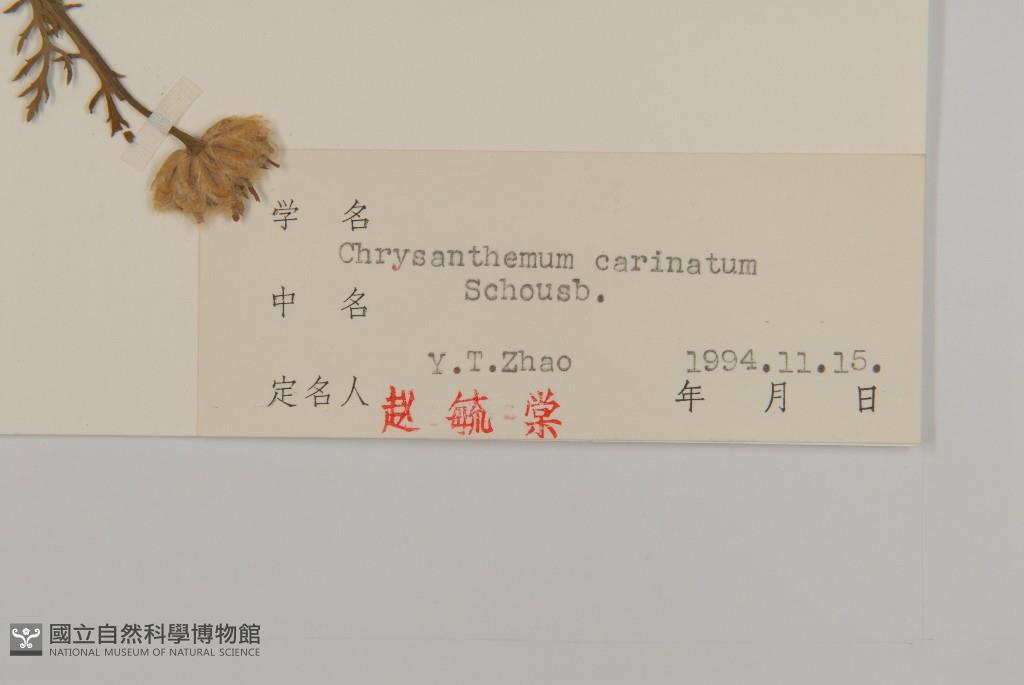 学 名
Chrysanthemum carinatum
Schousb.
中 名
Y.T.Zhao 1994.11.15.
定名人 赵毓棠 年 月 日
國立自然科學博物館
NATIONAL MUSEUM OF NATURAL SCIENCE